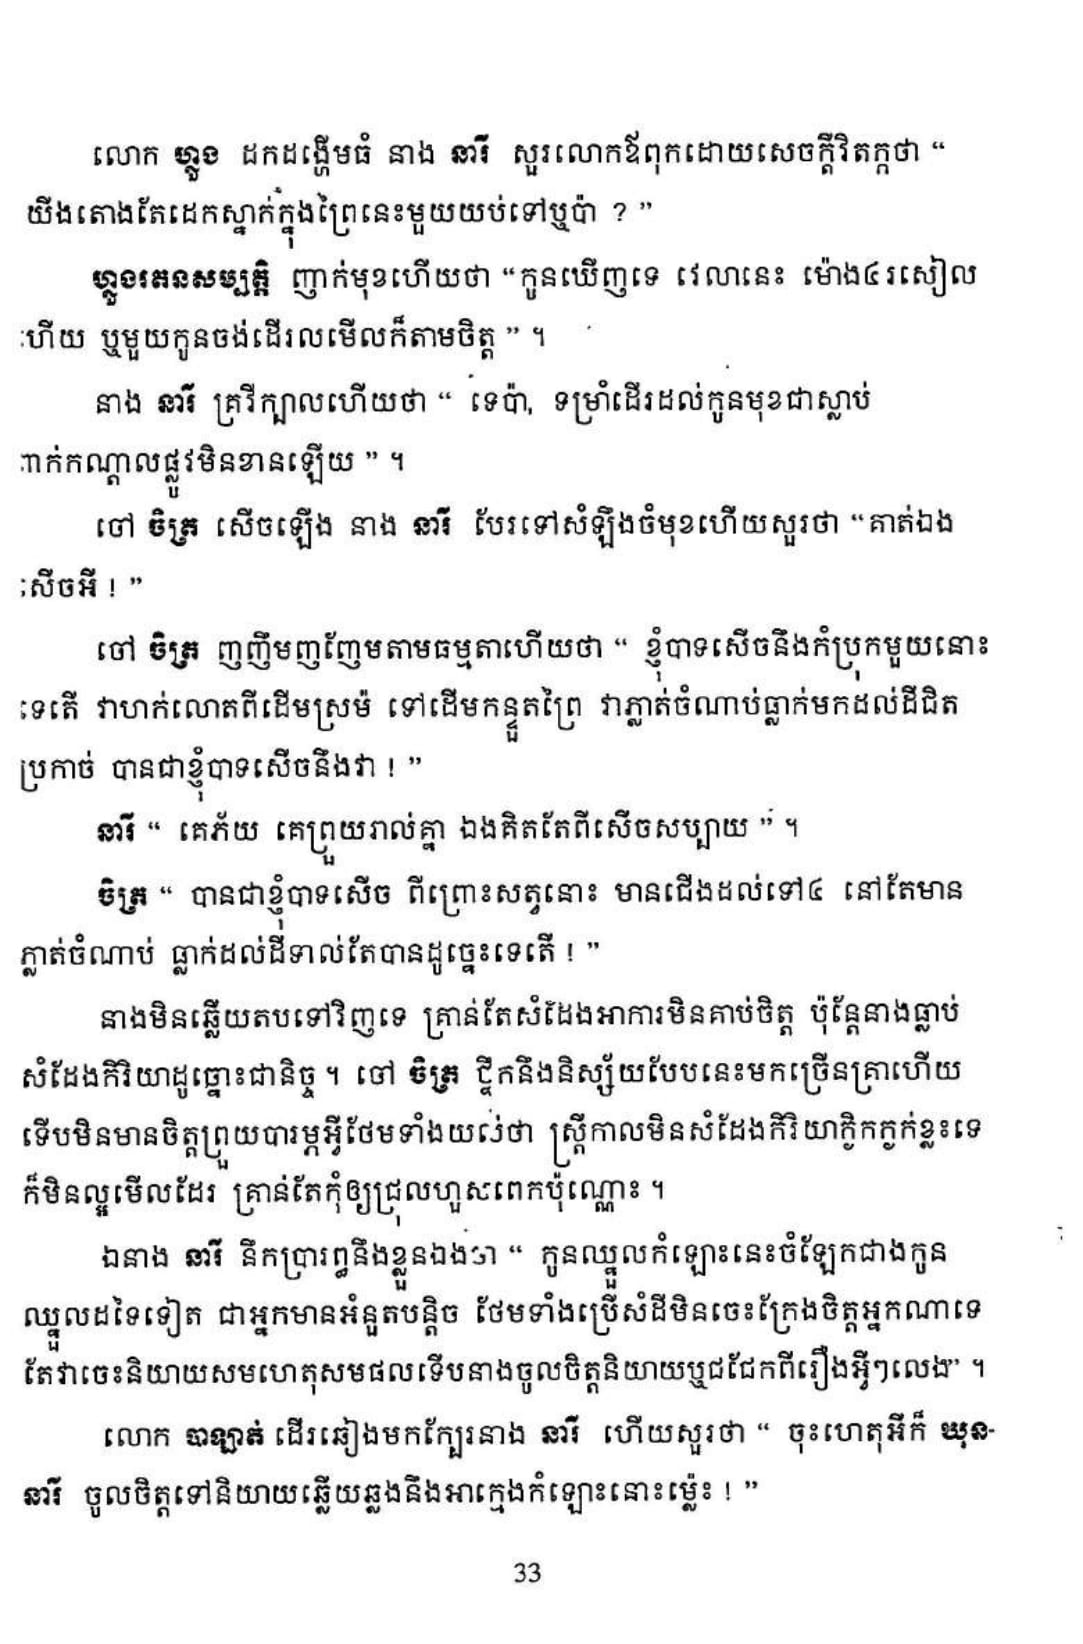 លោក ហ្លួង ដកដង្ហើមធំ នាង នារី សួរលោកឪពុកដោយសេចក្ដីវិតក្កថា “
យីងតោងតែដេកស្នាក់ក្នុងព្រៃនេះមួយយប់ទៅឬប៉ា ? ”
ហ្លួងរតនសម្បត្តិ ញាក់មុខហើយថា “កូនឃើញទេ វេលានេះ ម៉ោង៤រសៀល
ហើយ ឬមួយកូនចង់ដើរលមើលក៏តាមចិត្ត ” ។
នាង នារី គ្រវីក្បាលហើយថា “ ទេប៉ា, ទម្រាំដើរដល់កូនមុខជាស្លាប់
ពាក់កណ្ដាលផ្លូវមិនខានឡើយ ” ។
ចៅ ចិត្រ សើចឡើង នាង នារី បែរទៅសំឡឹងចំមុខហើយសួរថា “គាត់ឯង
សើចអី ! ”
ចៅ ចិត្រ ញញឹមញញែមតាមធម្មតាហើយថា “ ខ្ញុំបាទសើចនឹងកំប្រុកមួយនោះ
ទេតើ វាហក់លោតពីដើមស្រម៉ ទៅដើមកន្ទួតព្រៃ វាភ្លាត់ចំណាប់ធ្លាក់មកដល់ដីជិត
ប្រកាច់ បានជាខ្ញុំបាទសើចនឹងវា ! ”
នារី “ គេភ័យ គេព្រួយរាល់គ្នា ឯងគិតតែពីសើចសប្បាយ ” ។
ចិត្រ “ បានជាខ្ញុំបាទសើច ពីព្រោះសត្វនោះ មានជើងដល់ទៅ៤ នៅតែមាន
ភ្លាត់ចំណាប់ ធ្លាក់ដល់ដីទាល់តែបានដូច្នេះទេតើ ! ”
នាងមិនឆ្លើយតបទៅវិញទេ គ្រាន់តែសំដែងអាការមិនគាប់ចិត្ត ប៉ុន្តែនាងធ្លាប់
សំដែងកិរិយាដូច្នោះជានិច្ច ។ ចៅ ចិត្រ ជ្ជឹកនឹងនិស្ស័យបែបនេះមកច្រើនគ្រាហើយ
ទើបមិនមានចិត្តព្រួយបារម្ភអ្វីថែមទាំងយល់ថា ស្ត្រីកាលមិនសំដែងកិរិយាក្ងិកក្ងក់ខ្លះទេ
ក៏មិនល្អមើលដែរ គ្រាន់តែកុំឲ្យជ្រុលហួសពេកប៉ុណ្ណោះ ។
ឯនាង នារី នឹកប្រារព្ធនឹងខ្លួនឯងថា “ កូនឈ្នួលកំឡោះនេះចំឡែកជាងកូន
ឈ្នួលដទៃទៀត ជាអ្នកមានអំនួតបន្តិច ថែមទាំងប្រើសំដីមិនចេះក្រែងចិត្តអ្នកណាទេ
តែវាចេះនិយាយសមហេតុសមផលទើបនាងចូលចិត្តនិយាយឬជជែកពីរឿងអ្វីៗលេង” ។
លោក បាឡាត់ ដើរឆៀងមកក្បែរនាង នារី ហើយសួរថា “ ចុះហេតុអីក៏ ឃុន-
នារី ចូលចិត្តទៅនិយាយឆ្លើយឆ្លងនឹងអាក្មេងកំឡោះនោះម្ល៉េះ ! ”
33